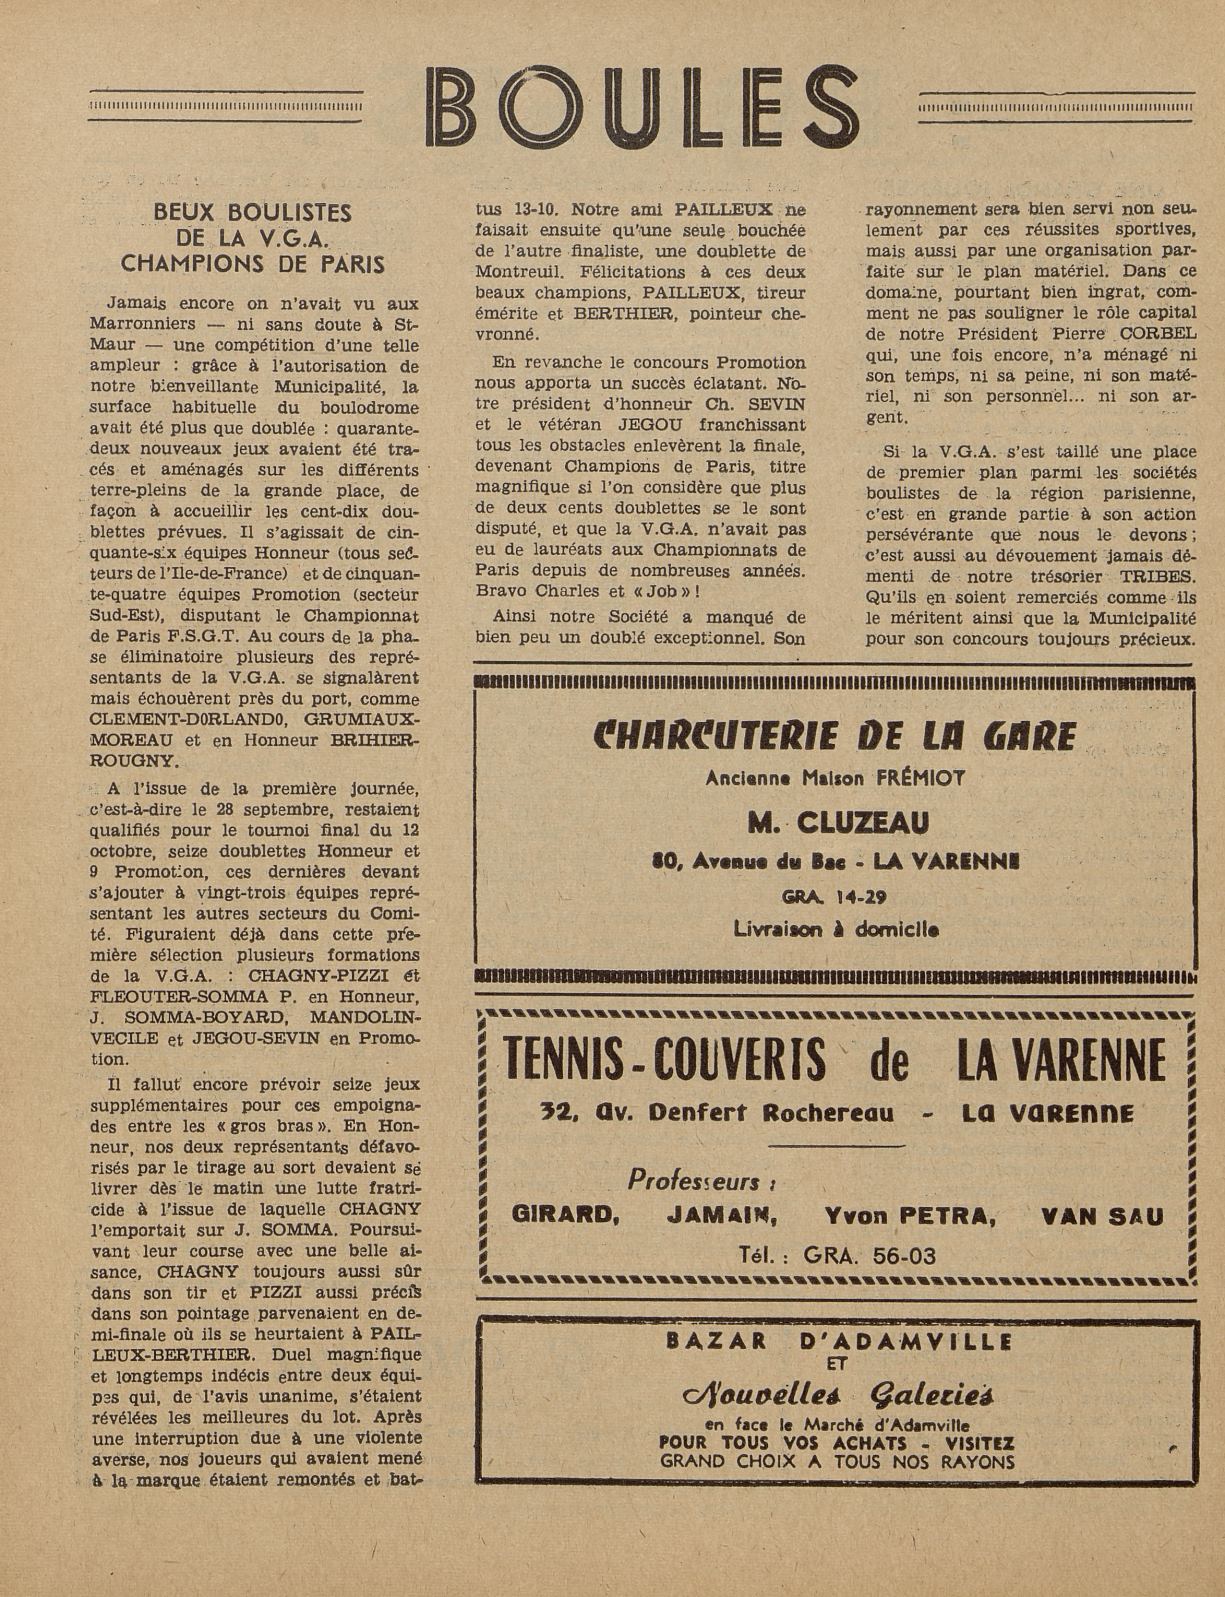 BOULES
BEUX BOULISTES
DE LA V.G.A.
CHAMPIONS DE PARIS
Jamais encore on n'avait vu aux
Marronniers — ni sans doute à St-
Maur — une compétition d'une telle
ampleur : grâce à l'autorisation de
notre bienveillante Municipalité, la
surface habituelle du boulodrome
avait été plus que doublée : quarante-
deux nouveaux jeux avaient été tra-
cés et aménagés sur les différents
terre-pleins de la grande place, de
façon à accueillir les cent-dix dou-
blettes prévues. Il s'agissait de cin-
quante-six équipes Honneur (tous sec-
teurs de l'Ile-de-France) et de cinquan-
te-quatre équipes Promotion (secteur
Sud-Est), disputant le Championnat
de Paris F.S.G.T. Au cours de la pha-
se éliminatoire plusieurs des repré-
sentants de la V.G.A. se signalèrent
mais échouèrent près du port, comme
CLEMENT-DORLANDO, GRUMIAUX-
MOREAU et en Honneur BRIHIER-
ROUGNY.
A l'issue de la première journée,
c'est-à-dire le 28 septembre, restaient
qualifiés pour le tournoi final du 12
octobre, seize doublettes Honneur et
9 Promotion, ces dernières devant
s'ajouter à vingt-trois équipes repré-
sentant les autres secteurs du Comi-
té. Figuraient déjà dans cette pre-
mière sélection plusieurs formations
de la V.G.A. : CHAGNY-PIZZI et
FLEOUTER-SOMMA P. en Honneur,
J. SOMMA-BOYARD, MANDOLIN-
VECILE et JEGOU-SEVIN en Promo-
tion.
Il fallut encore prévoir seize jeux
supplémentaires pour ces empoigna-
des entre les « gros bras ». En Hon-
neur, nos deux représentants défavo-
risés par le tirage au sort devaient se
livrer dès le matin une lutte fratri-
cide à l'issue de laquelle CHAGNY
l'emportait sur J. SOMMA. Poursui-
vant leur course avec une belle ai-
sance, CHAGNY toujours aussi sûr
dans son tir et PIZZI aussi précis
dans son pointage parvenaient en de-
mi-finale où ils se heurtaient à PAIL-
LEUX-BERTHIER. Duel magnifique
et longtemps indécis entre deux équi-
pes qui, de l'avis unanime, s'étaient
révélées les meilleures du lot. Après
une interruption due à une violente
averse, nos joueurs qui avaient mené
à la marque étaient remontés et bat-
tus 13-10. Notre ami PAILLEUX ne
faisait ensuite qu'une seule bouchée
de l'autre finaliste, une doublette de
Montreuil. Félicitations à ces deux
beaux champions, PAILLEUX, tireur
émérite et BERTHIER, pointeur che-
vronné.
En revanche le concours Promotion
nous apporta un succès éclatant. No-
tre président d'honneur Ch. SEVIN
et le vétéran JEGOU franchissant
tous les obstacles enlevèrent la finale,
devenant Champions de Paris, titre
magnifique si l'on considère que plus
de deux cents doublettes se le sont
disputé, et que la V.G.A. n'avait pas
eu de lauréats aux Championnats de
Paris depuis de nombreuses années.
Bravo Charles et « Job » !
Ainsi notre Société a manqué de
bien peu un doublé exceptionnel. Son
rayonnement sera bien servi non seu-
lement par ces réussites sportives,
mais aussi par une organisation par-
faite sur le plan matériel. Dans ce
domaine, pourtant bien ingrat, com-
ment ne pas souligner le rôle capital
de notre Président Pierre CORBEL
qui, une fois encore, n'a ménagé ni
son temps, ni sa peine, ni son maté-
riel, ni son personnel... ni son ar-
gent.
Si la V.G.A. s'est taillé une place
de premier plan parmi les sociétés
boulistes de la région parisienne,
c'est en grande partie à son action
persévérante que nous le devons ;
c'est aussi au dévouement jamais dé-
menti de notre trésorier TRIBES.
Qu'ils en soient remerciés comme ils
le méritent ainsi que la Municipalité
pour son concours toujours précieux.
CHARCUTERIE DE LA GARE
Ancienne Maison FRÉMIOT
M. CLUZEAU
80, Avenue du Bac - LA VARENNE
GRA. 14-29
Livraison à domicile
TENNIS-COUVERTS de LA VARENNE
32, av. Denfert Rochereau - La VARENNE
Professeurs :
GIRARD, JAMAIN, Yvon PETRA, VAN SAU
Tél. : GRA. 56-03
BAZAR D'ADAMVILLE
ET
Nouvelles Galeries
en face le Marché d'Adamville
POUR TOUS VOS ACHATS - VISITEZ
GRAND CHOIX A TOUS NOS RAYONS